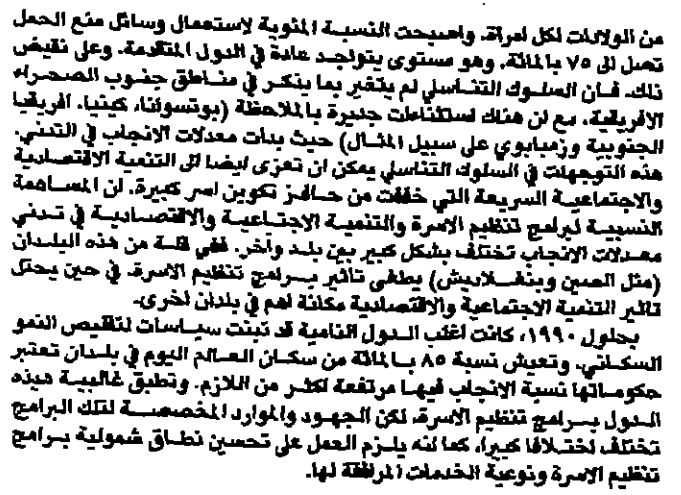 من الولادات لكل امرأة. واصبحت النسبة المئوية لاستعمال وسائل منع الحمل
تصل الى ٧٥ بالمائة. وهو مستوى يتواجد عادة في الدول المتقدمة. وعلى نقيض
ذلك، فان السلوك التناسلي لم يتغير بما يذكر في مناطق جنوب الصحراء
الافريقية. مع ان هناك استثناءات جديرة بالملاحظة (بوتسوانا، كينيا، افريقيا
الجنوبية وزمبابوي على سبيل المثال) حيث بدأت معدلات الانجاب في التدني.
هذه التوجهات في السلوك التناسلي يمكن ان تعزى ايضا الى التنمية الاقتصادية
والاجتماعية السريعة التي خففت من حافز تكوين اسر كبيرة. ان المساهمة
النسبية لبرامج تنظيم الاسرة والتنمية الاجتماعية والاقتصادية في تدني
معدلات الانجاب تختلف بشكل كبير بين بلد وآخر. ففي قلة من هذه البلدان
(مثل الصين وبنغلاديش) يطغى تاثير برامج تنظيم الاسرة، في حين يحتل
تاثير التنمية الاجتماعية والاقتصادية مكانة اهم في بلدان اخرى.
بحلول ١٩٩٠، كانت اغلب الدول النامية قد تبنت سياسات لتقليص النمو
السكاني. وتعيش نسبة ٨٥ بالمائة من سكان العالم اليوم في بلدان تعتبر
حكوماتها نسبة الانجاب فيها مرتفعة اكثر من اللازم. وتطبق غالبية هذه
الدول برامج تنظيم الاسرة، لكن الجهود والموارد المخصصة لتلك البرامج
تختلف اختلافا كبيرا، كما انه يلزم العمل على تحسين نطاق شمولية برامج
تنظيم الاسرة ونوعية الخدمات المرافقة لها.